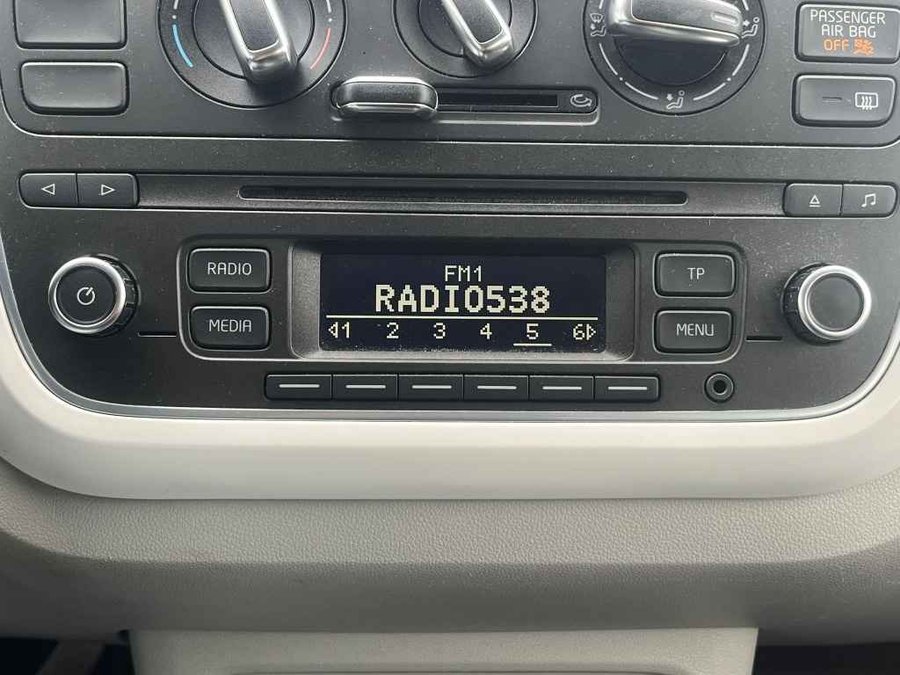 PASSENGER
AIR BAG
OFF
RADIO
MEDIA
FM1
RADIO538
1 2 3 4 5 6
TP
MENU